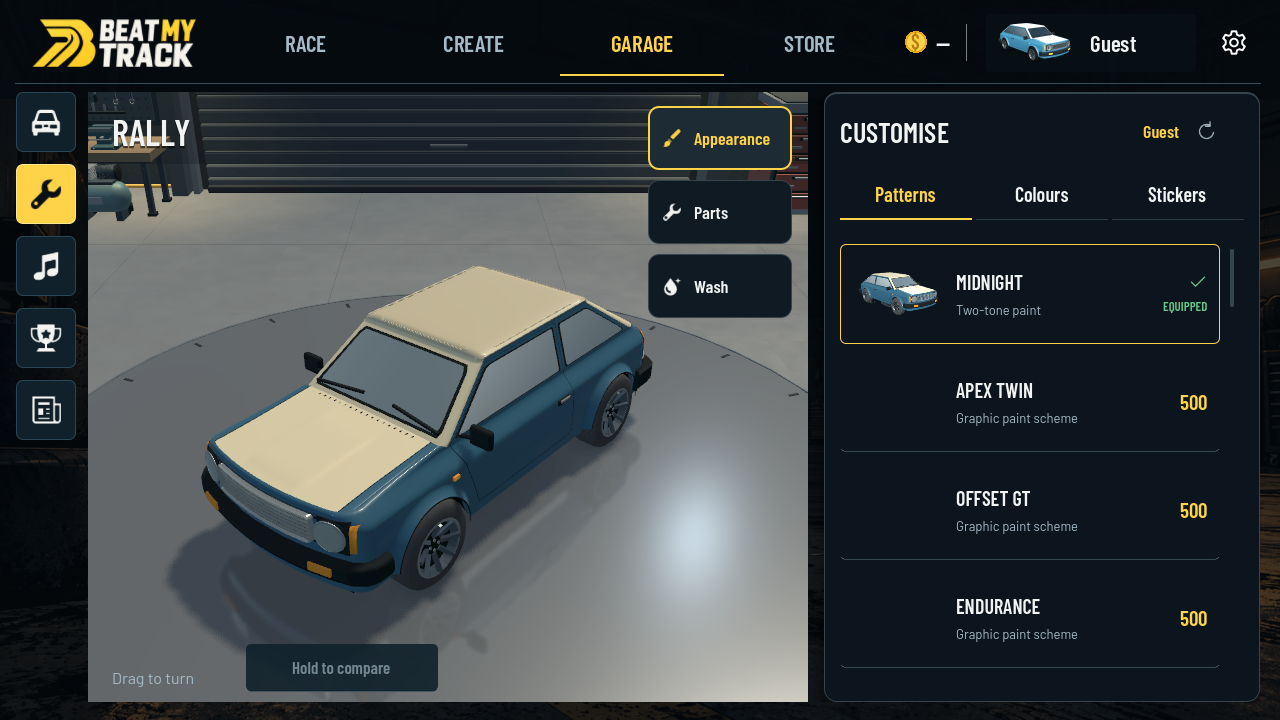 BEATMY
TRACK
RACE
CREATE
GARAGE
STORE
–
Guest
RALLY
Appearance
Parts
Wash
Hold to compare
Drag to turn
CUSTOMISE
Guest
Patterns
Colours
Stickers
MIDNIGHT
Two-tone paint
EQUIPPED
APEX TWIN
Graphic paint scheme
500
OFFSET GT
Graphic paint scheme
500
ENDURANCE
Graphic paint scheme
500